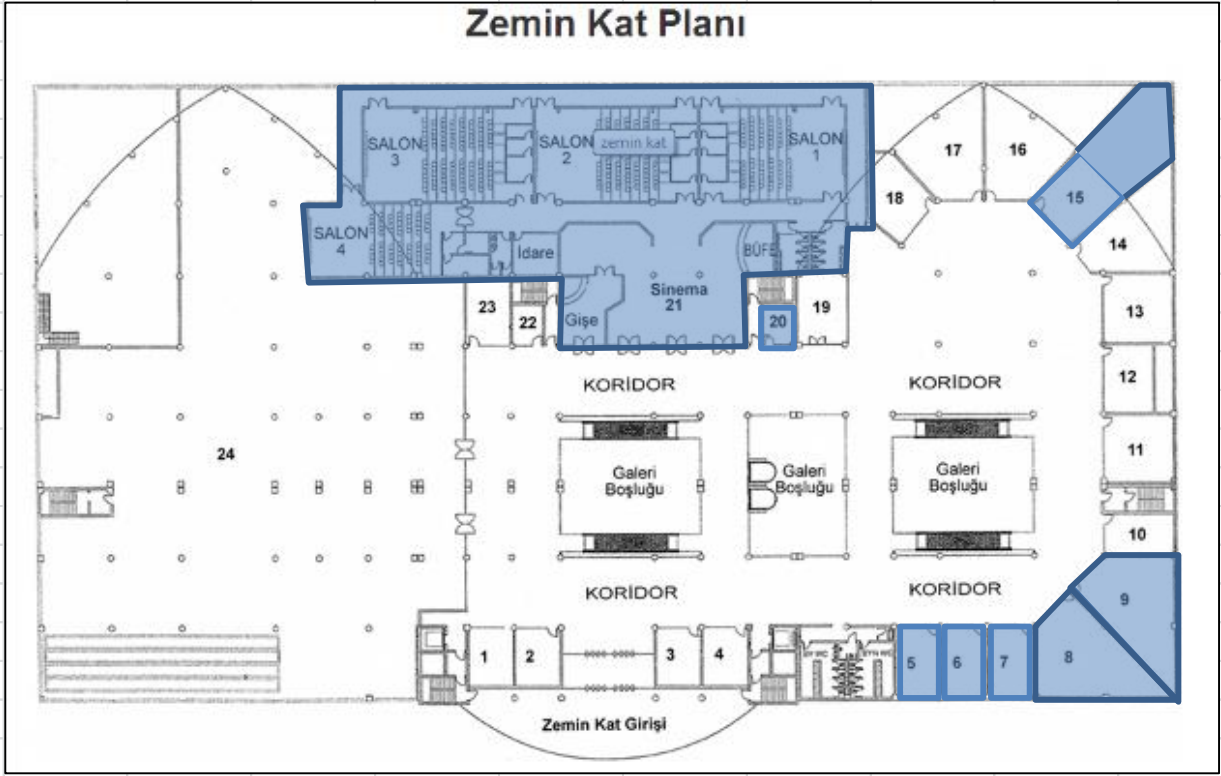 Zemin Kat Planı
SALON
3
SALON
2
zemin kat
SALON
1
17
16
18
15
14
SALON
4
İdare
BÜFE
Sinema
21
Gişe
23
22
20
19
13
12
11
10
KORİDOR
KORİDOR
24
Galeri
Boşluğu
Galeri
Boşluğu
Galeri
Boşluğu
KORİDOR
KORİDOR
9
8
1
2
3
4
5
6
7
Zemin Kat Girişi